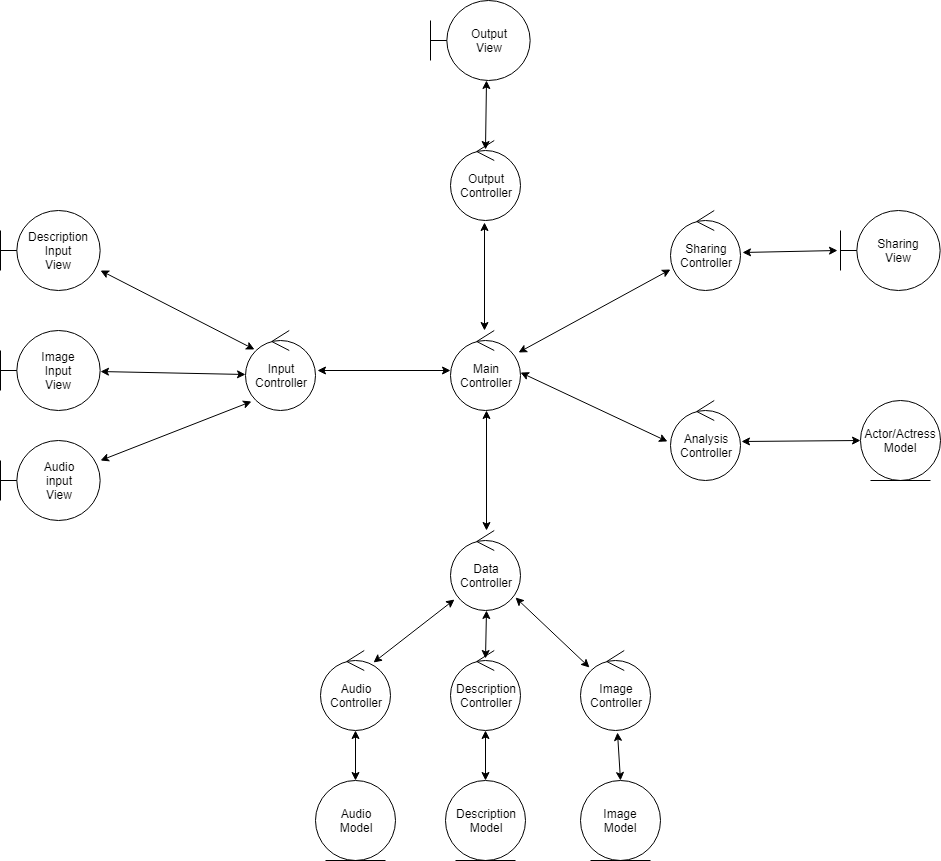 Output
View
Output
Controller
Description
Input
View
Sharing
Controller
Sharing
View
Image
Input
View
Input
Controller
Main
Controller
Audio
input
View
Analysis
Controller
Actor/Actress
Model
Data
Controller
Audio
Controller
Description
Controller
Image
Controller
Audio
Model
Description
Model
Image
Model